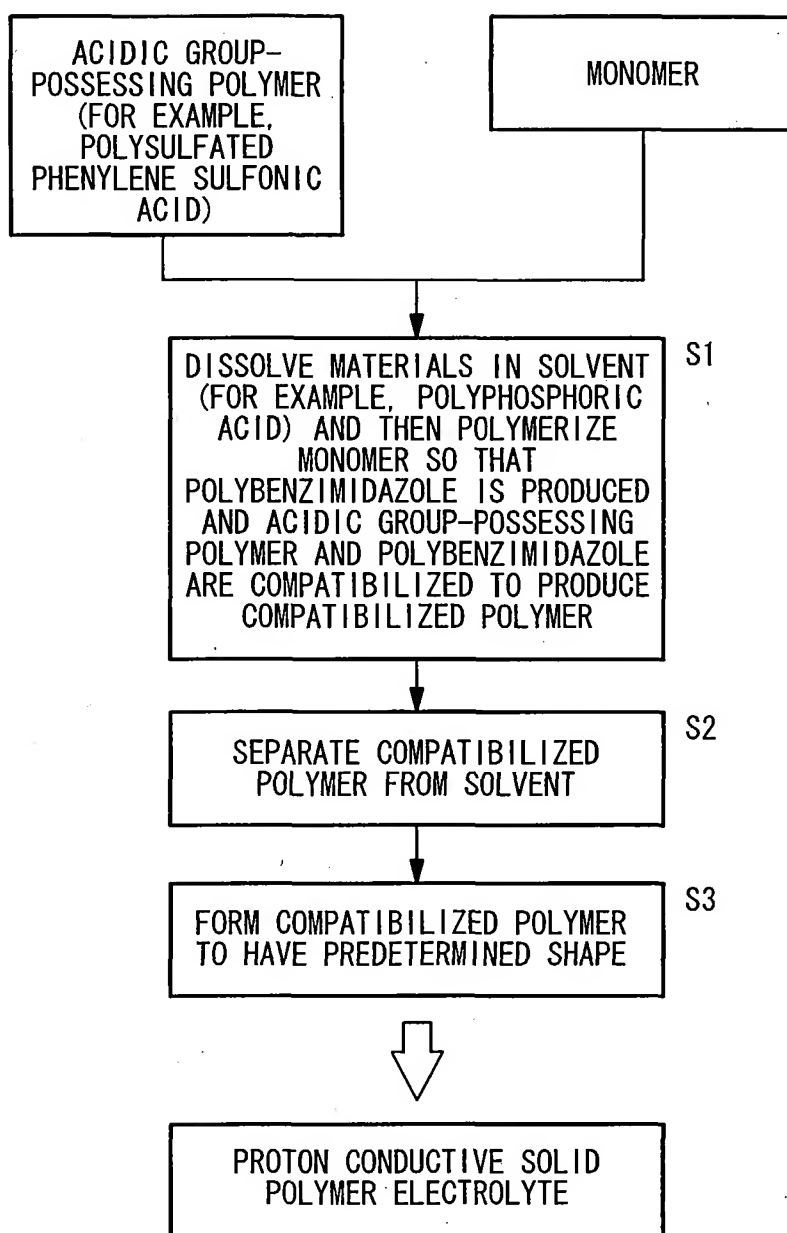 ACIDIC GROUP-
POSSESSING POLYMER
(FOR EXAMPLE,
POLYSULFATED
PHENYLENE SULFONIC
ACID)
MONOMER
S1
DISSOLVE MATERIALS IN SOLVENT
(FOR EXAMPLE, POLYPHOSPHORIC
ACID) AND THEN POLYMERIZE
MONOMER SO THAT
POLYBENZIMIDAZOLE IS PRODUCED
AND ACIDIC GROUP-POSSESSING
POLYMER AND POLYBENZIMIDAZOLE
ARE COMPATIBILIZED TO PRODUCE
COMPATIBILIZED POLYMER
S2
SEPARATE COMPATIBILIZED
POLYMER FROM SOLVENT
S3
FORM COMPATIBILIZED POLYMER
TO HAVE PREDETERMINED SHAPE
PROTON CONDUCTIVE SOLID
POLYMER ELECTROLYTE